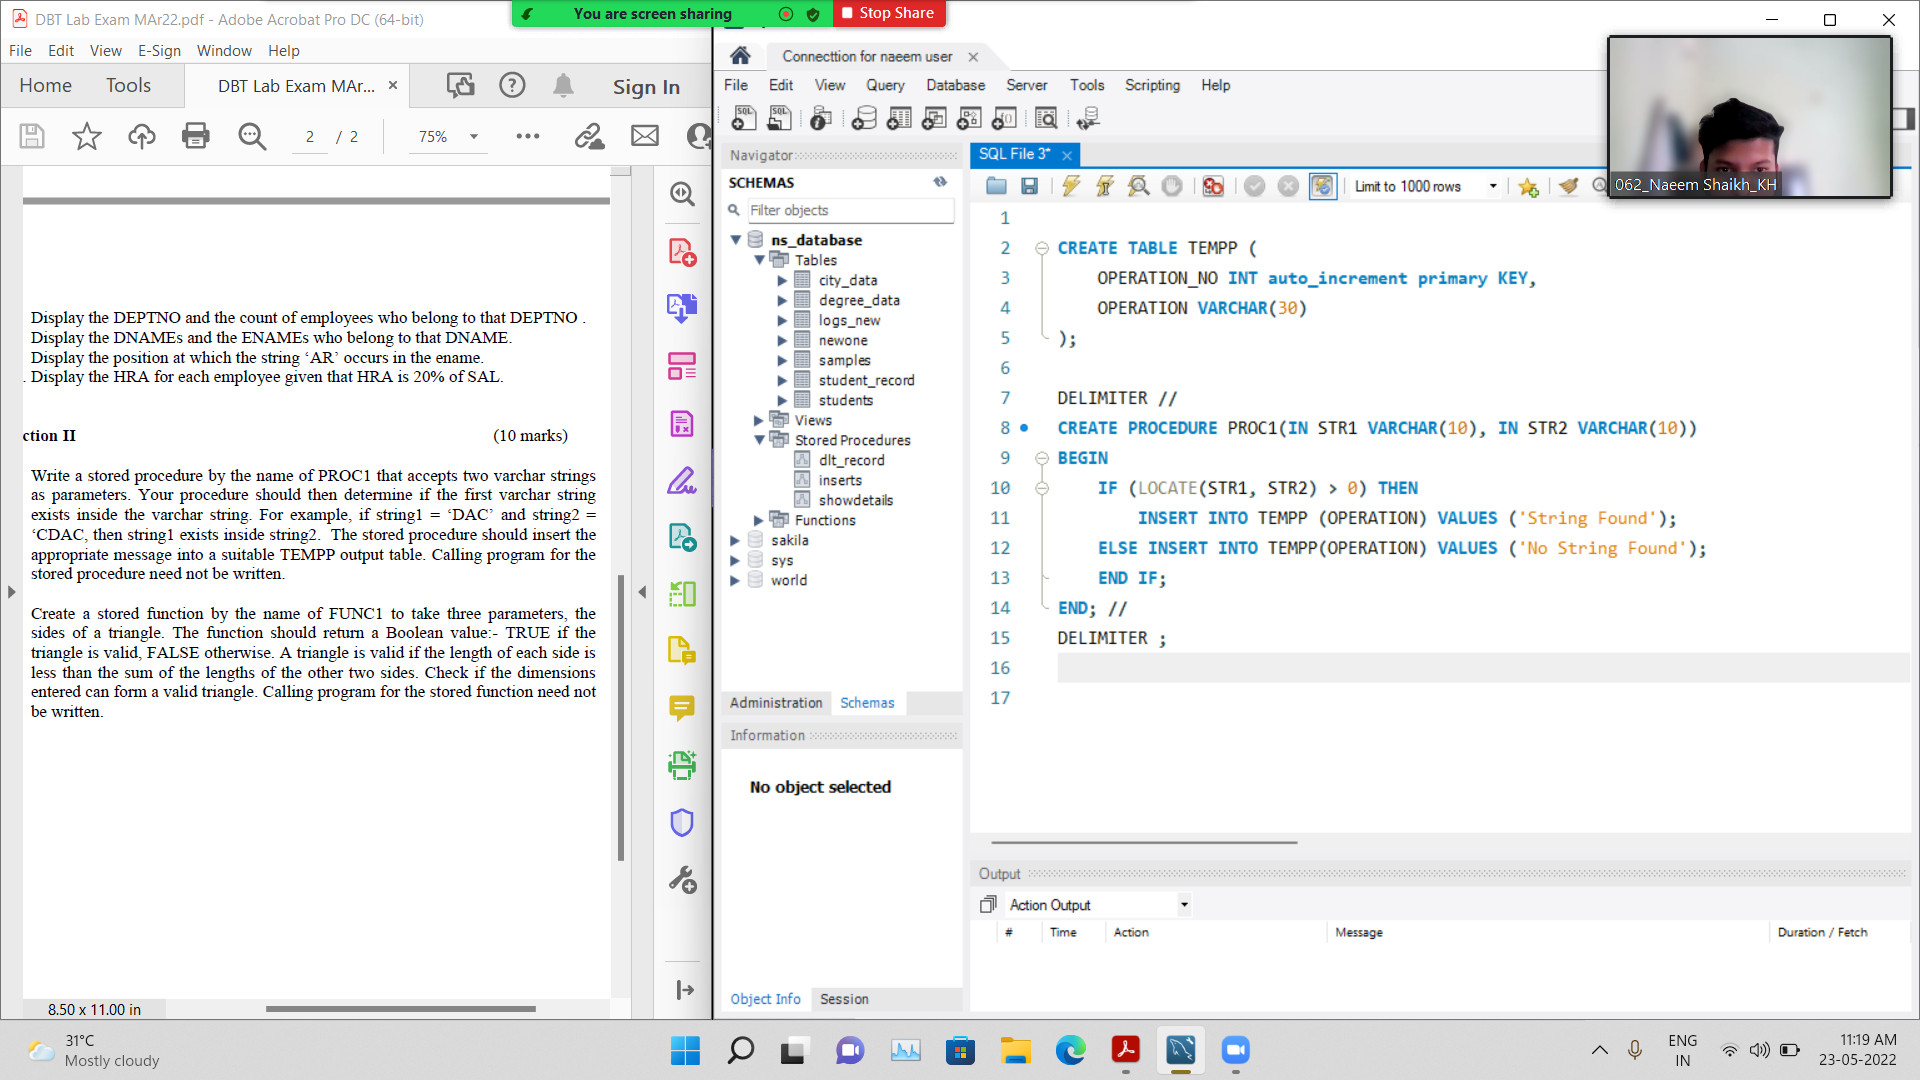 DBT Lab Exam MAr22.pdf - Adobe Acrobat Pro DC (64-bit)
You are screen sharing
Stop Share
File Edit View E-Sign Window Help
Home Tools DBT Lab Exam MAr... × Sign In
2 / 2 75%
Display the DEPTNO and the count of employees who belong to that DEPTNO .
Display the DNAMEs and the ENAMEs who belong to that DNAME.
Display the position at which the string ‘AR’ occurs in the ename.
. Display the HRA for each employee given that HRA is 20% of SAL.
ction II (10 marks)
Write a stored procedure by the name of PROC1 that accepts two varchar strings
as parameters. Your procedure should then determine if the first varchar string
exists inside the varchar string. For example, if string1 = ‘DAC’ and string2 =
‘CDAC, then string1 exists inside string2. The stored procedure should insert the
appropriate message into a suitable TEMPP output table. Calling program for the
stored procedure need not be written.
Create a stored function by the name of FUNC1 to take three parameters, the
sides of a triangle. The function should return a Boolean value:- TRUE if the
triangle is valid, FALSE otherwise. A triangle is valid if the length of each side is
less than the sum of the lengths of the other two sides. Check if the dimensions
entered can form a valid triangle. Calling program for the stored function need not
be written.
8.50 x 11.00 in
Connecttion for naeem user
File Edit View Query Database Server Tools Scripting Help
Navigator
SCHEMAS
Filter objects
ns_database
Tables
city_data
degree_data
logs_new
newone
samples
student_record
students
Views
Stored Procedures
dlt_record
inserts
showdetails
Functions
sakila
sys
world
Administration Schemas
Information
No object selected
Object Info Session
SQL File 3*
Limit to 1000 rows
062_Naeem Shaikh_KH
1
2 CREATE TABLE TEMPP (
3 OPERATION_NO INT auto_increment primary KEY,
4 OPERATION VARCHAR(30)
5 );
6
7 DELIMITER //
8 CREATE PROCEDURE PROC1(IN STR1 VARCHAR(10), IN STR2 VARCHAR(10))
9 BEGIN
10 IF (LOCATE(STR1, STR2) > 0) THEN
11 INSERT INTO TEMPP (OPERATION) VALUES ('String Found');
12 ELSE INSERT INTO TEMPP(OPERATION) VALUES ('No String Found');
13 END IF;
14 END; //
15 DELIMITER ;
16
17
Output
Action Output
# Time Action Message Duration / Fetch
31°C
Mostly cloudy
ENG
IN
11:19 AM
23-05-2022